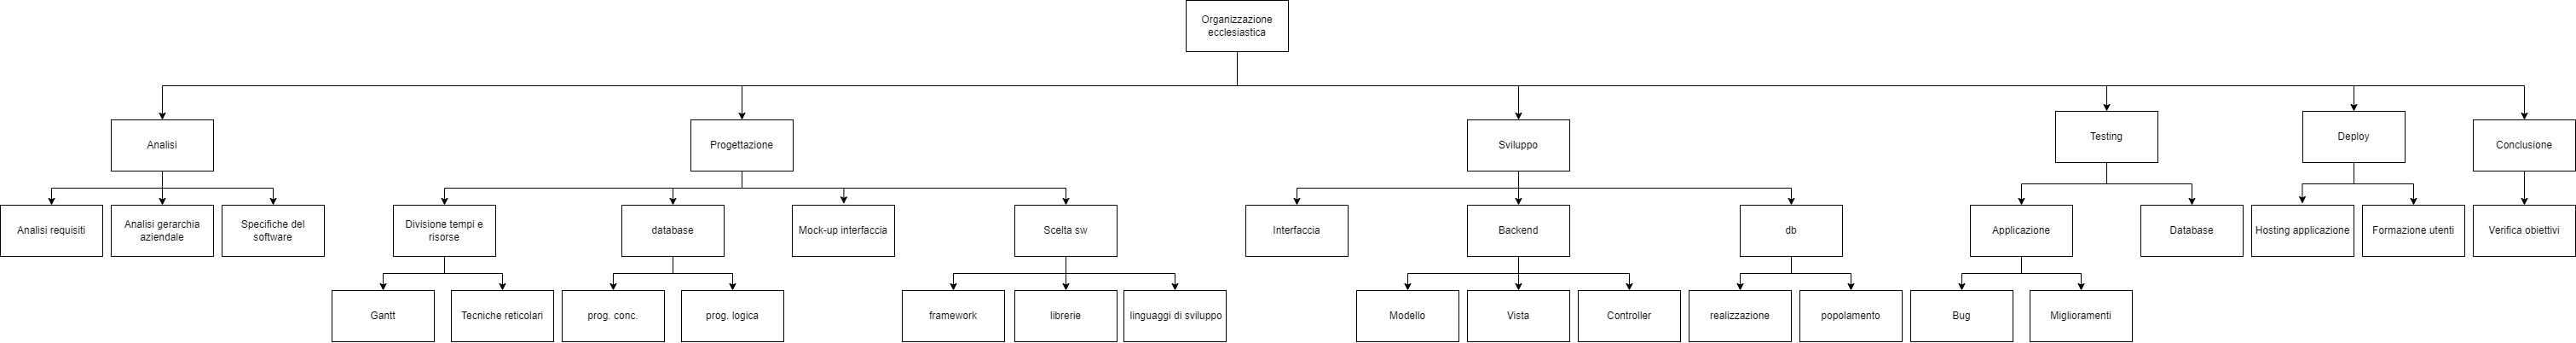 Organizzazione
ecclesiastica
Analisi
Progettazione
Sviluppo
Testing
Deploy
Conclusione
Analisi requisiti
Analisi gerarchia
aziendale
Specifiche del
software
Divisione tempi e
risorse
database
Mock-up interfaccia
Scelta sw
Interfaccia
Backend
db
Applicazione
Database
Hosting applicazione
Formazione utenti
Verifica obiettivi
Gantt
Tecniche reticolari
prog. conc.
prog. logica
framework
librerie
linguaggi di sviluppo
Modello
Vista
Controller
realizzazione
popolamento
Bug
Miglioramenti